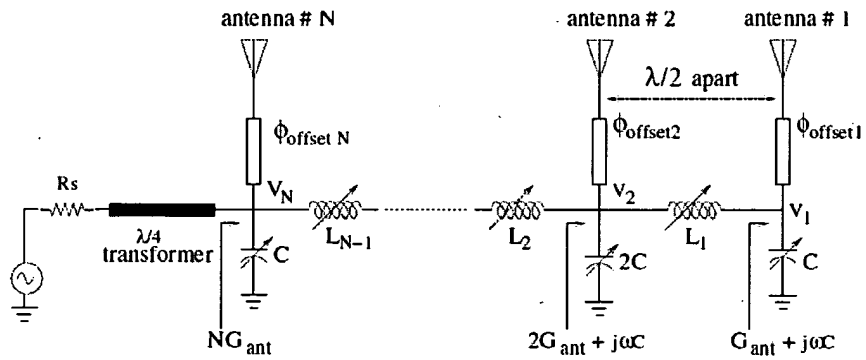 antenna # N
antenna # 2
antenna # 1
λ/2 apart
ϕoffset N
ϕoffset2
ϕoffset1
Rs
VN
V2
V1
λ/4
transformer
LN−1
L2
L1
C
2C
C
NGant
2Gant + jωC
Gant + jωC